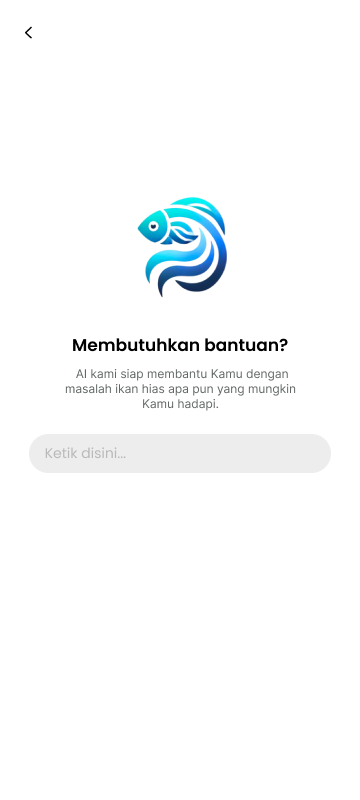 Membutuhkan bantuan?
AI kami siap membantu Kamu dengan
masalah ikan hias apa pun yang mungkin
Kamu hadapi.
Ketik disini...